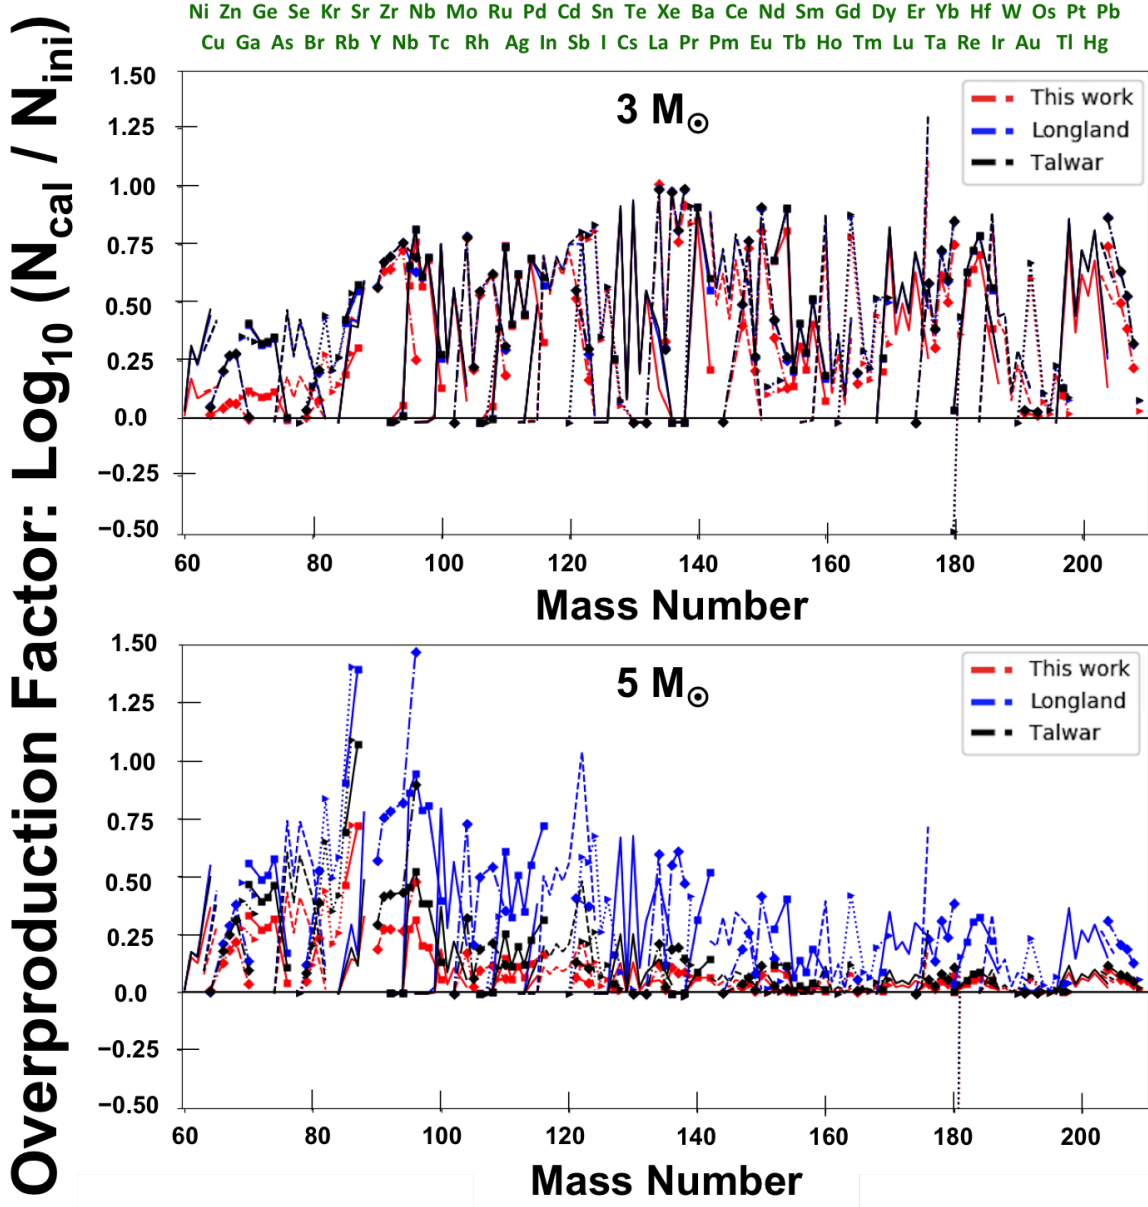 Ni Zn Ge Se Kr Sr Zr Nb Mo Ru Pd Cd Sn Te Xe Ba Ce Nd Sm Gd Dy Er Yb Hf W Os Pt Pb
Cu Ga As Br Rb Y Nb Tc Rh Ag In Sb I Cs La Pr Pm Eu Tb Ho Tm Lu Ta Re Ir Au Tl Hg
Overproduction Factor: Log10 (Ncal / Nini)
1.50
1.25
1.00
0.75
0.50
0.25
0.0
−0.25
−0.50
3 M⊙
This work
Longland
Talwar
60 80 100 120 140 160 180 200
Mass Number
1.50
1.25
1.00
0.75
0.50
0.25
0.0
−0.25
−0.50
5 M⊙
This work
Longland
Talwar
60 80 100 120 140 160 180 200
Mass Number